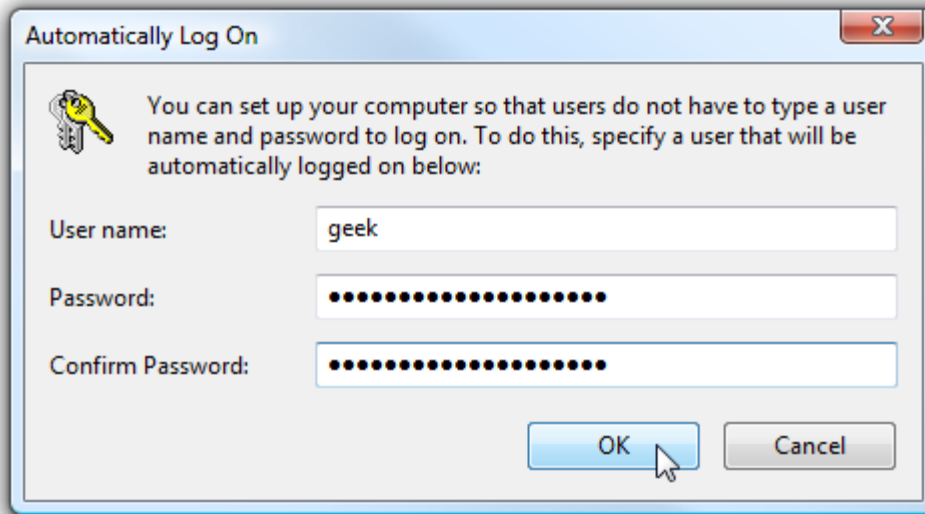 Automatically Log On
You can set up your computer so that users do not have to type a user
name and password to log on. To do this, specify a user that will be
automatically logged on below:
User name:
geek
Password:
••••••••••••••••••••
Confirm Password:
••••••••••••••••••••
OK
Cancel